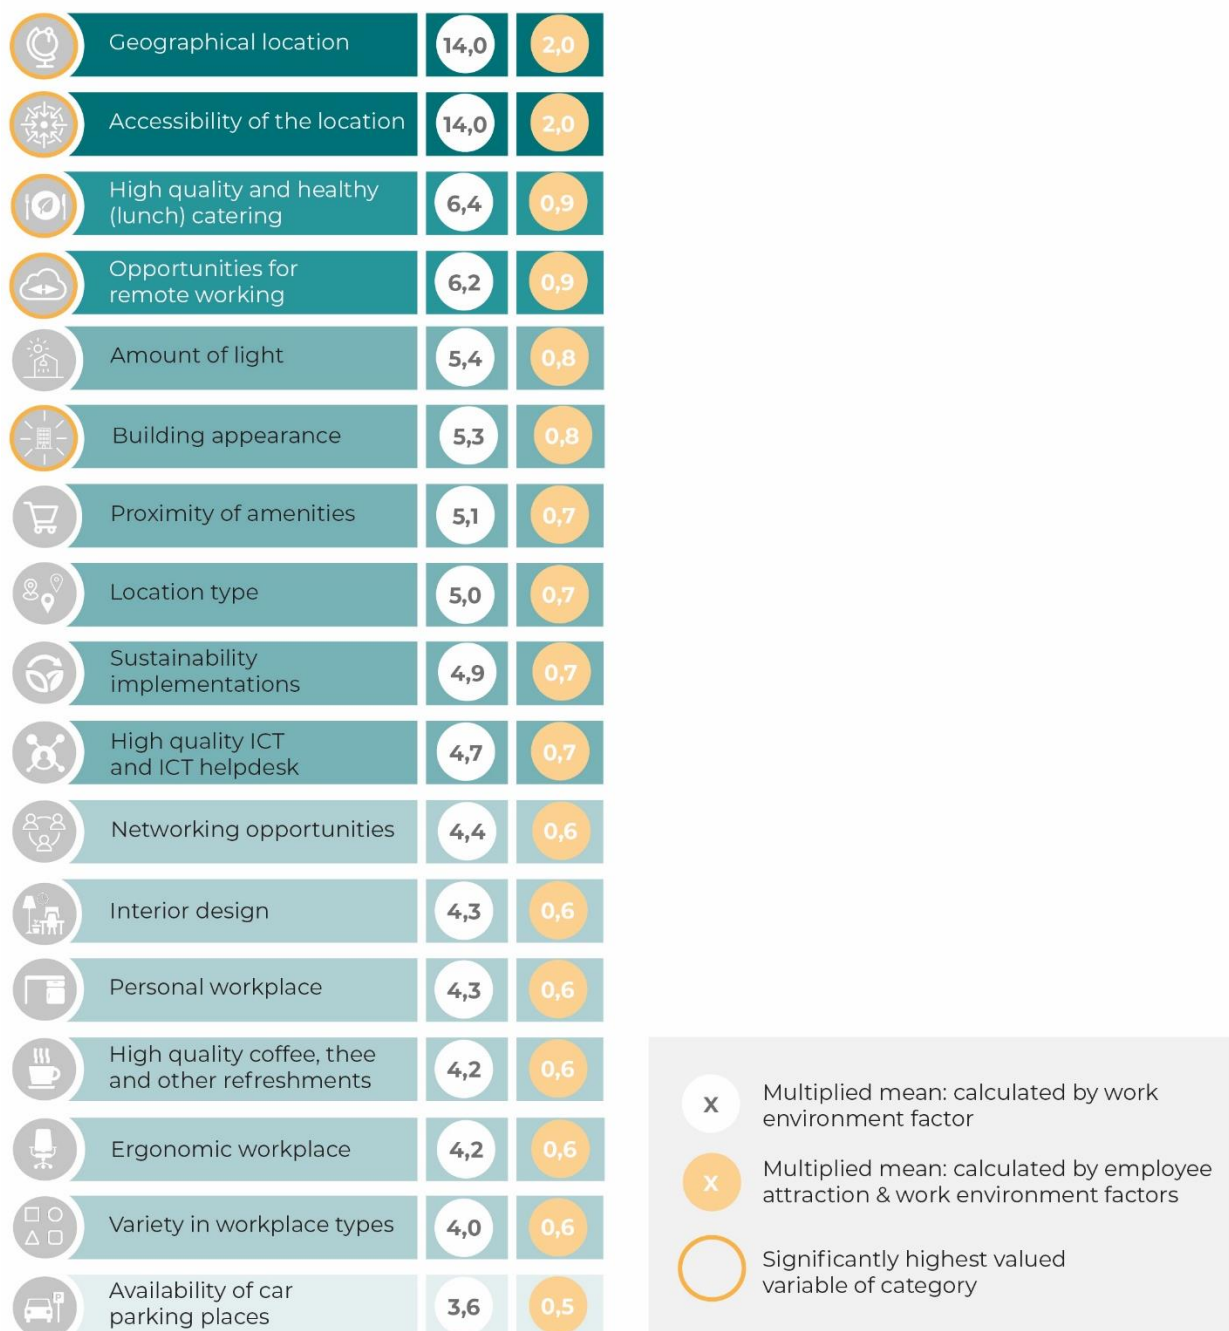 Geographical location 14,0 2,0
Accessibility of the location 14,0 2,0
High quality and healthy
(lunch) catering 6,4 0,9
Opportunities for
remote working 6,2 0,9
Amount of light 5,4 0,8
Building appearance 5,3 0,8
Proximity of amenities 5,1 0,7
Location type 5,0 0,7
Sustainability
implementations 4,9 0,7
High quality ICT
and ICT helpdesk 4,7 0,7
Networking opportunities 4,4 0,6
Interior design 4,3 0,6
Personal workplace 4,3 0,6
High quality coffee, thee
and other refreshments 4,2 0,6
Ergonomic workplace 4,2 0,6
Variety in workplace types 4,0 0,6
P
Availability of car
parking places 3,6 0,5
X Multiplied mean: calculated by work
environment factor
X Multiplied mean: calculated by employee
attraction & work environment factors
Significantly highest valued
variable of category